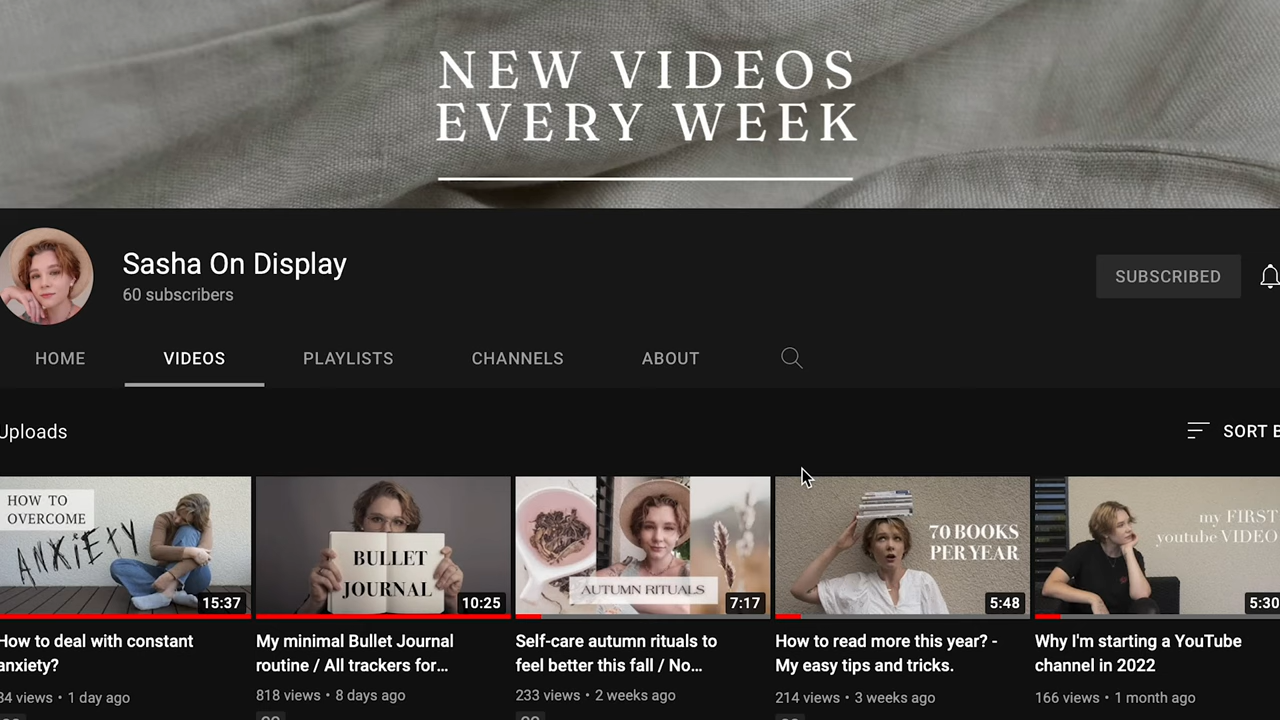 NEW VIDEOS
EVERY WEEK
Sasha On Display
60 subscribers
SUBSCRIBED
HOME
VIDEOS
PLAYLISTS
CHANNELS
ABOUT
Uploads
SORT B
HOW TO
OVERCOME
ANXIETY
15:37
BULLET
JOURNAL
10:25
AUTUMN RITUALS
7:17
70 BOOKS
PER YEAR
5:48
my FIRST
youtube VIDEO
5:30
How to deal with constant
anxiety?
34 views • 1 day ago
My minimal Bullet Journal
routine / All trackers for...
818 views • 8 days ago
Self-care autumn rituals to
feel better this fall / No...
233 views • 2 weeks ago
How to read more this year? -
My easy tips and tricks.
214 views • 3 weeks ago
Why I'm starting a YouTube
channel in 2022
166 views • 1 month ago